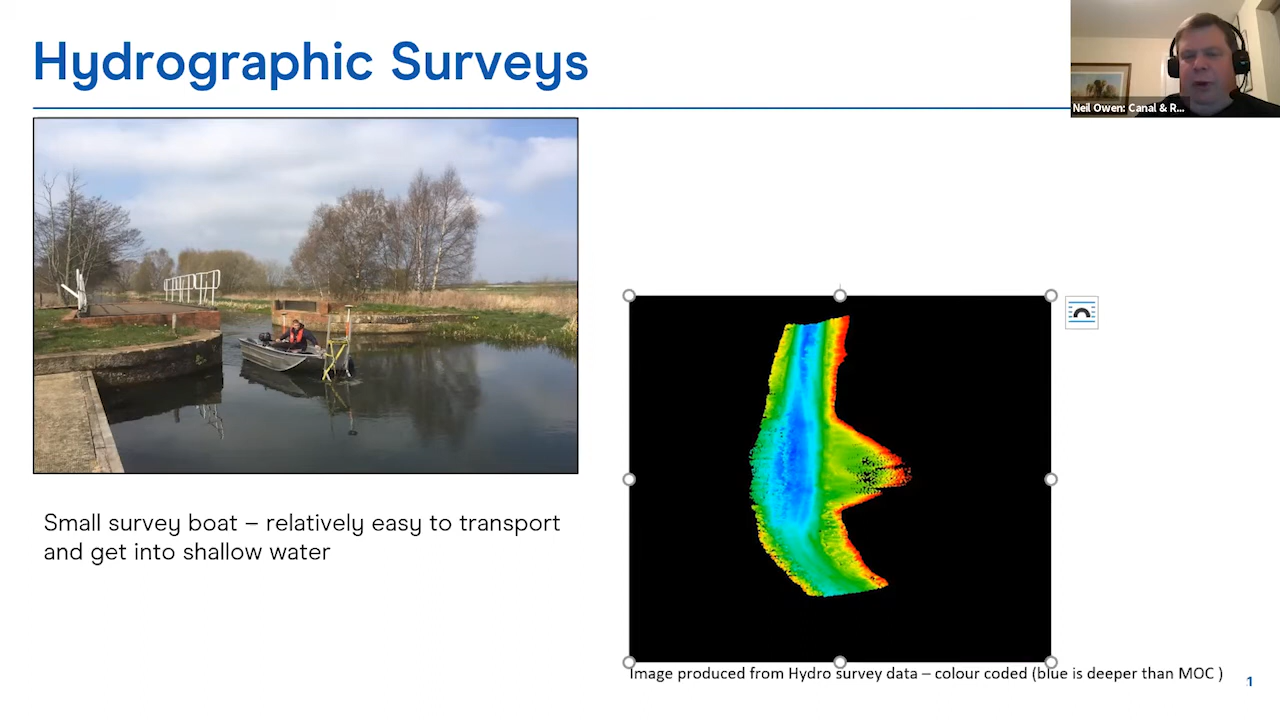 Hydrographic Surveys
Neil Owen: Canal & R...
Small survey boat – relatively easy to transport
and get into shallow water
Image produced from Hydro survey data – colour coded (blue is deeper than MOC )
1